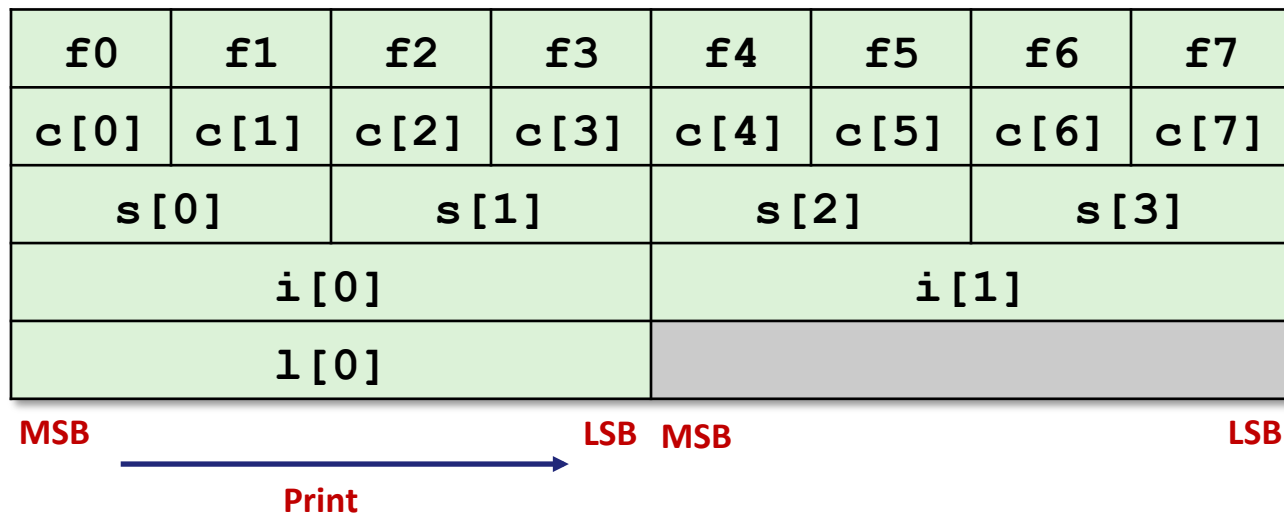 f0 f1 f2 f3 f4 f5 f6 f7
c[0] c[1] c[2] c[3] c[4] c[5] c[6] c[7]
s[0] s[1] s[2] s[3]
i[0] i[1]
l[0]
MSB LSB MSB LSB
Print